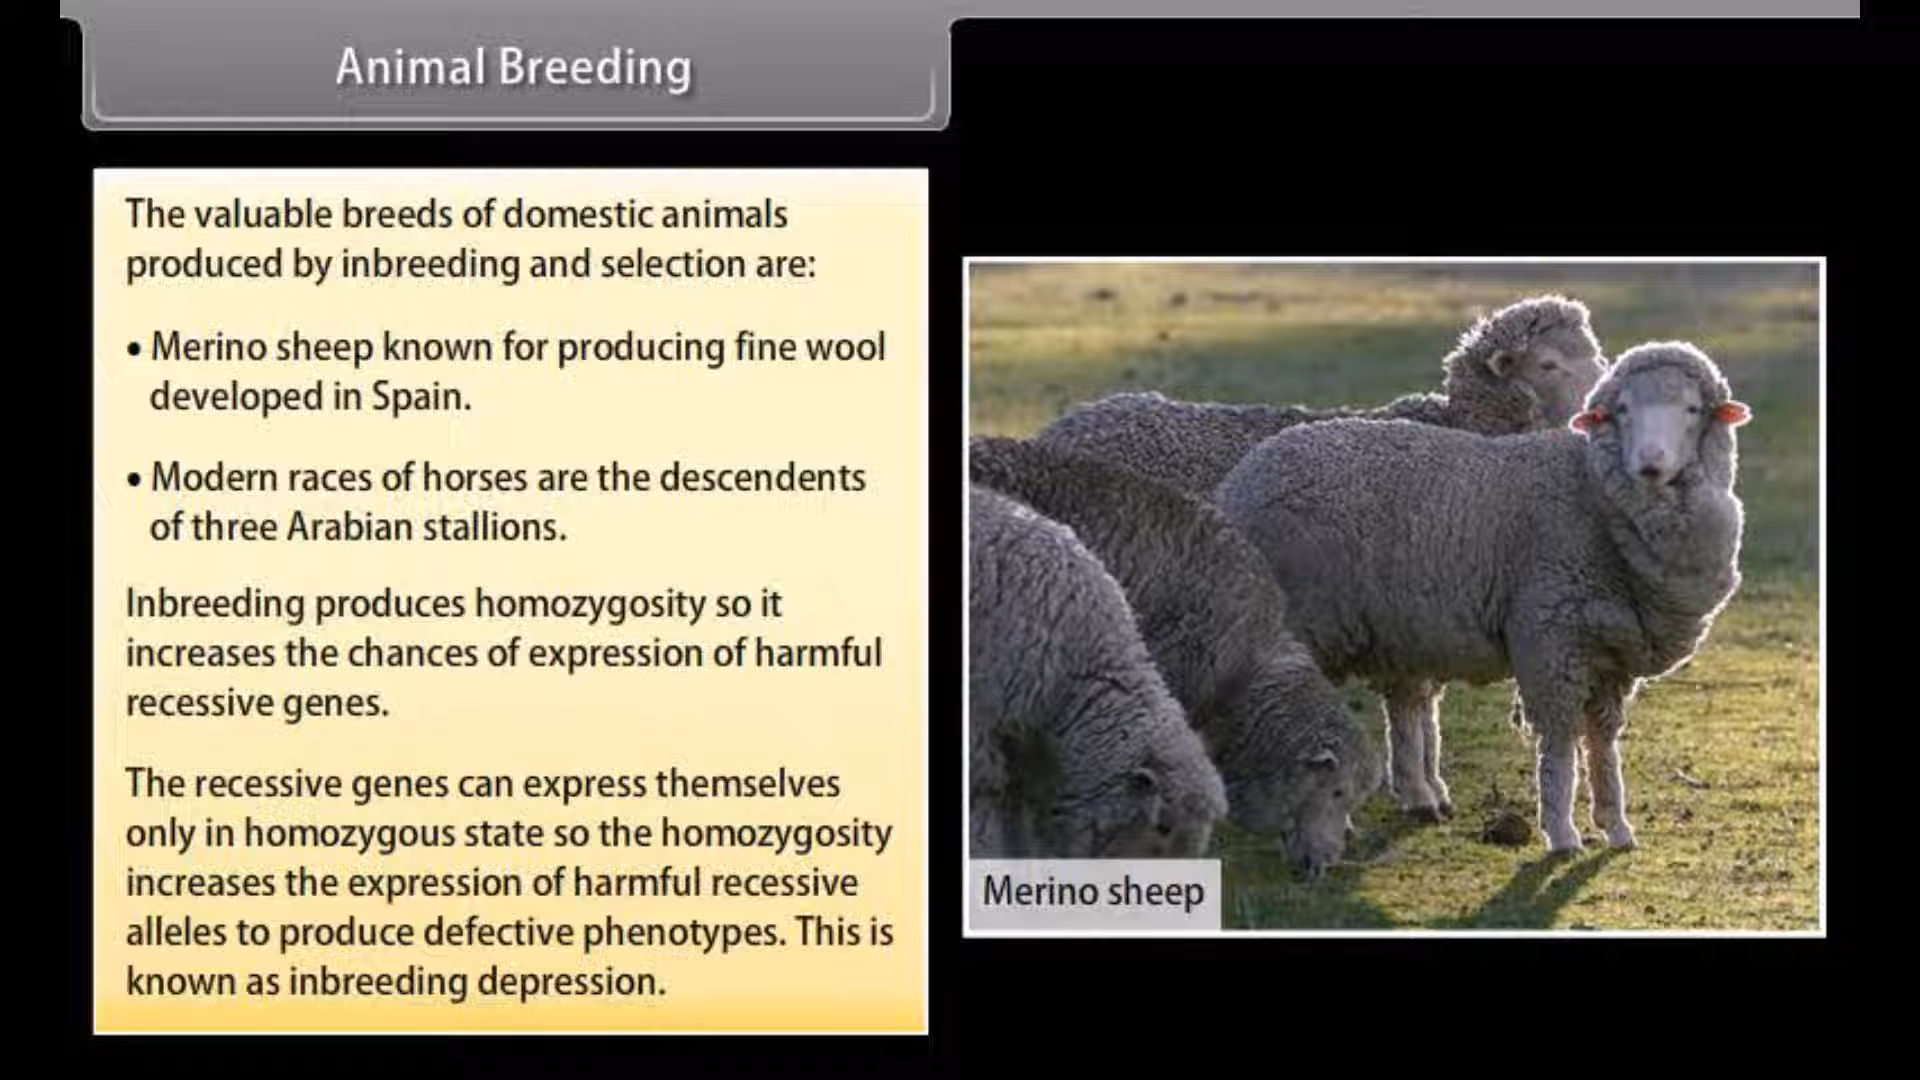 Animal Breeding
The valuable breeds of domestic animals
produced by inbreeding and selection are:
• Merino sheep known for producing fine wool
developed in Spain.
• Modern races of horses are the descendents
of three Arabian stallions.
Inbreeding produces homozygosity so it
increases the chances of expression of harmful
recessive genes.
The recessive genes can express themselves
only in homozygous state so the homozygosity
increases the expression of harmful recessive
alleles to produce defective phenotypes. This is
known as inbreeding depression.
Merino sheep